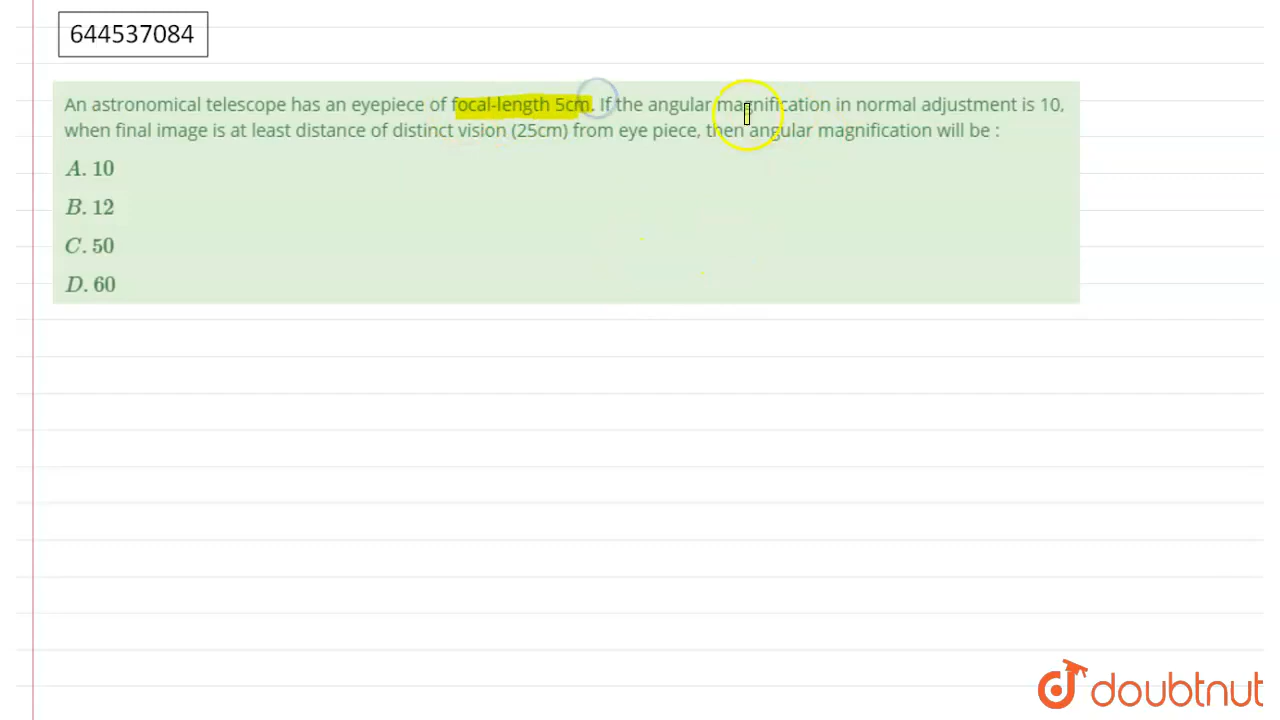 644537084
An astronomical telescope has an eyepiece of focal-length 5cm. If the angular magnification in normal adjustment is 10,
when final image is at least distance of distinct vision (25cm) from eye piece, then angular magnification will be :
A. 10
B. 12
C. 50
D. 60
doubtnut